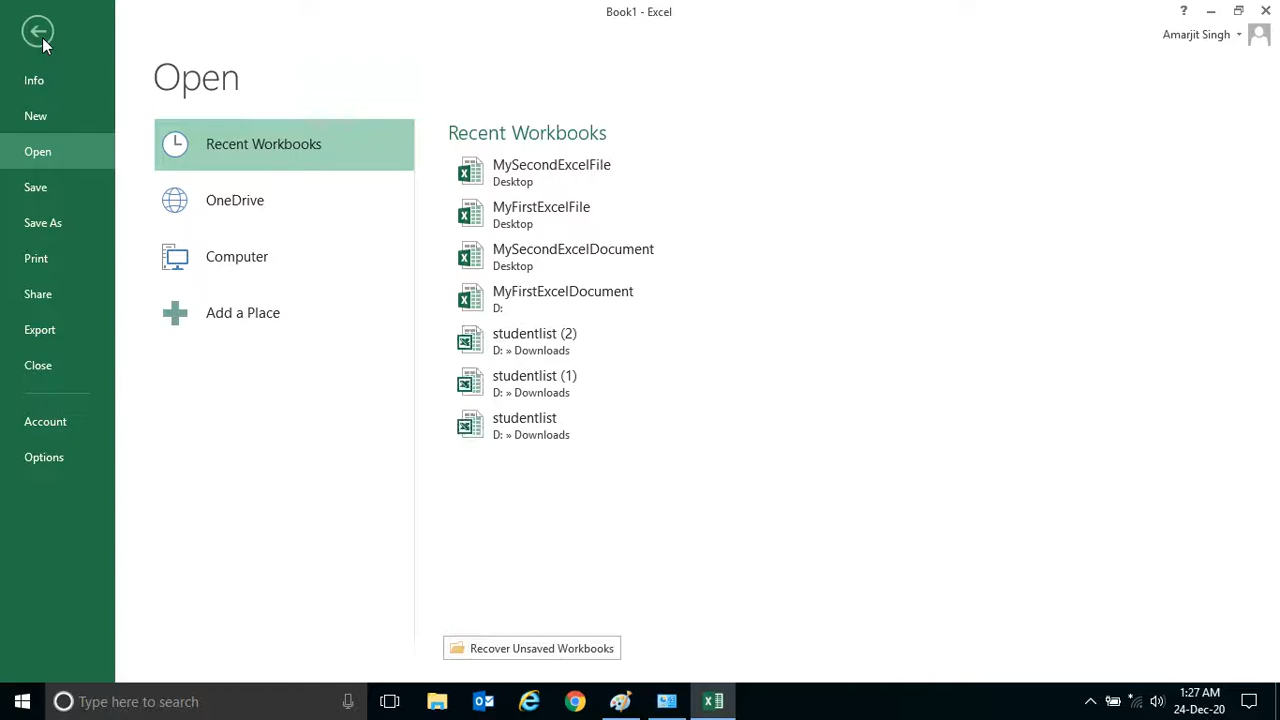 Book1 - Excel
?
Amarjit Singh
Info
New
Open
Save
Save As
Print
Share
Export
Close
Account
Options
Open
Recent Workbooks
OneDrive
Computer
Add a Place
Recent Workbooks
MySecondExcelFile
Desktop
MyFirstExcelFile
Desktop
MySecondExcelDocument
Desktop
MyFirstExcelDocument
D:
studentlist (2)
D: » Downloads
studentlist (1)
D: » Downloads
studentlist
D: » Downloads
Recover Unsaved Workbooks
Type here to search
1:27 AM
24-Dec-20